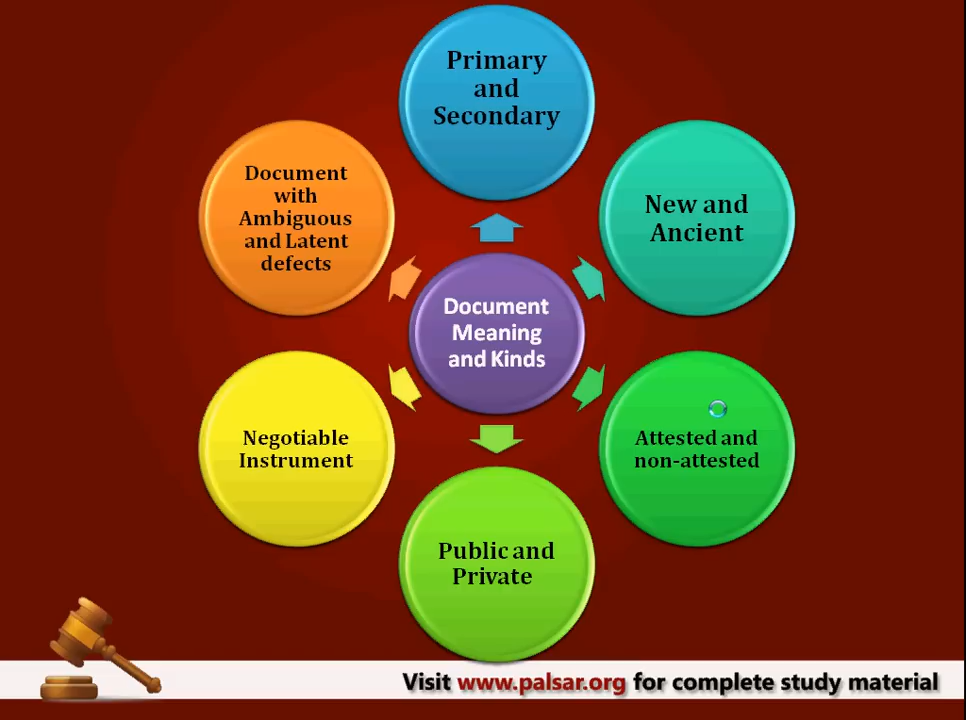 Primary
and
Secondary
New and
Ancient
Attested and
non-attested
Public and
Private
Negotiable
Instrument
Document
with
Ambiguous
and Latent
defects
Document
Meaning
and Kinds
Visit www.palsar.org for complete study material